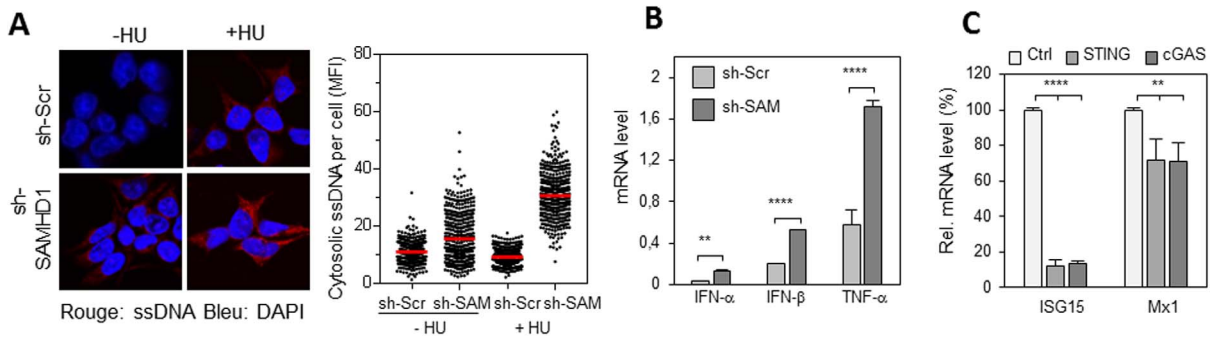 A
-HU +HU
sh-Scr
sh-
SAMHD1
Rouge: ssDNA Bleu: DAPI
Cytosolic ssDNA per cell (MFI)
80
60
40
20
0
sh-Scr sh-SAM sh-Scr sh-SAM
- HU + HU
B
mRNA level
2
1.6
1.2
0.8
0,4
0
sh-Scr
sh-SAM
** **** ****
IFN-α IFN-β TNF-α
C
Ctrl STING cGAS
Rel. mRNA level (%)
120
100
80
60
40
20
0
**** **
ISG15 Mx1